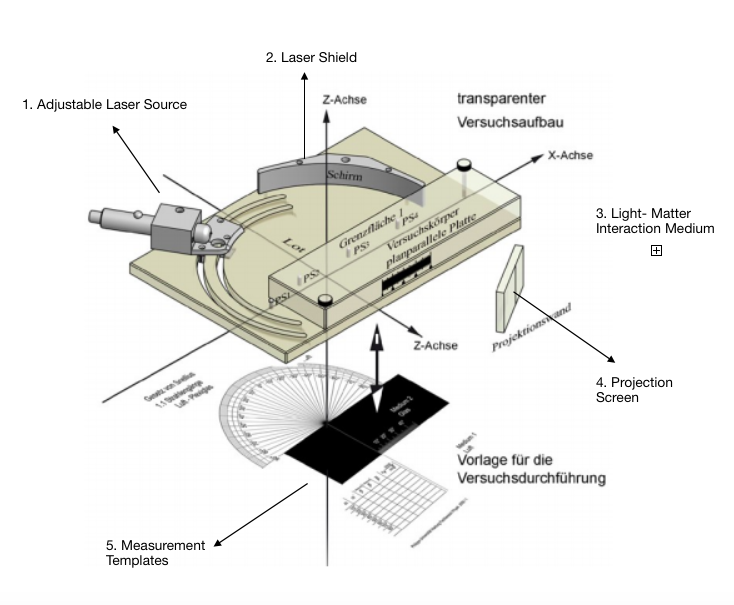 2. Laser Shield
1. Adjustable Laser Source
Z-Achse
transparenter
Versuchsaufbau
X-Achse
Schirm
3. Light- Matter
Interaction Medium
Grenzfläche 1
PS4
PS3
Versuchskörper
planparallele Platte
Lot
PS2
PS1
Projektionswand
Z-Achse
4. Projection
Screen
Gesetz von Snellius
1.1 Strahlengänge
Luft - Plexiglas
Medium 2
Glas
Medium 1
Luft
Vorlage für die
Versuchsdurchführung
5. Measurement
Templates